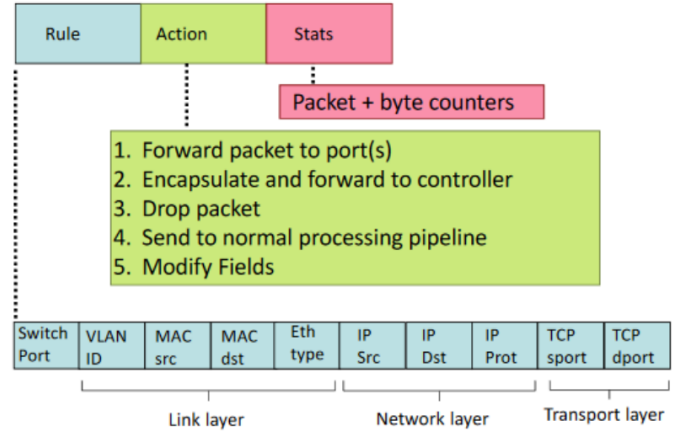 Rule Action Stats
Packet + byte counters
1. Forward packet to port(s)
2. Encapsulate and forward to controller
3. Drop packet
4. Send to normal processing pipeline
5. Modify Fields
Switch VLAN MAC MAC Eth IP IP IP TCP TCP
Port ID src dst type Src Dst Prot sport dport
Link layer Network layer Transport layer